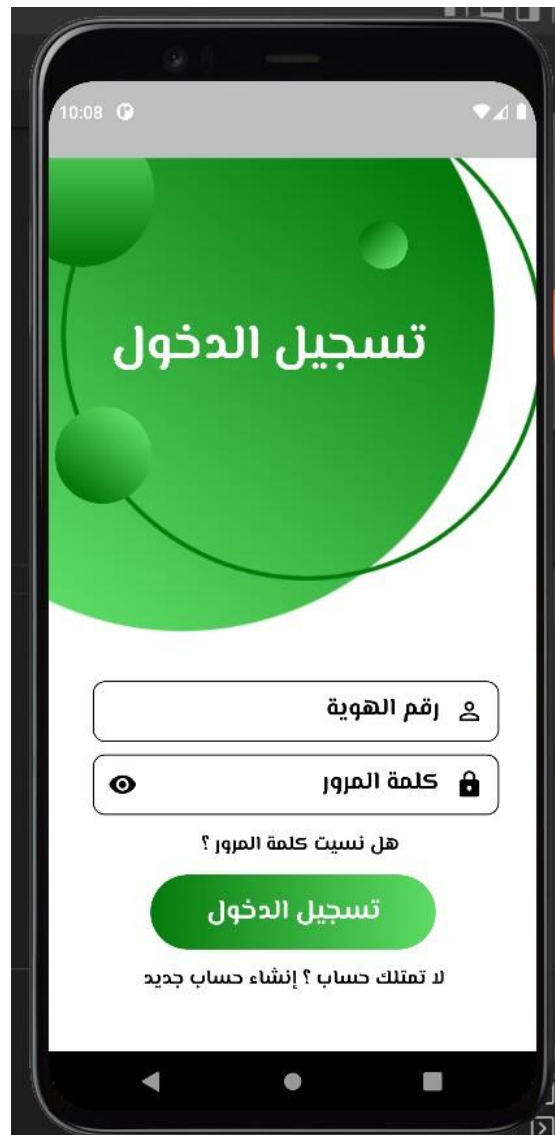 10:08
تسجيل الدخول
رقم الهوية
كلمة المرور
هل نسيت كلمة المرور ؟
تسجيل الدخول
لا تمتلك حساب ؟ إنشاء حساب جديد